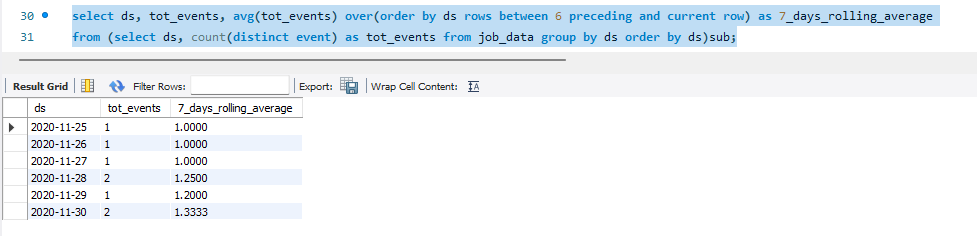 30 select ds, tot_events, avg(tot_events) over(order by ds rows between 6 preceding and current row) as 7_days_rolling_average
31 from (select ds, count(distinct event) as tot_events from job_data group by ds order by ds)sub;
Result Grid Filter Rows: Export: Wrap Cell Content: IA
ds tot_events 7_days_rolling_average
2020-11-25 1 1.0000
2020-11-26 1 1.0000
2020-11-27 1 1.0000
2020-11-28 2 1.2500
2020-11-29 1 1.2000
2020-11-30 2 1.3333